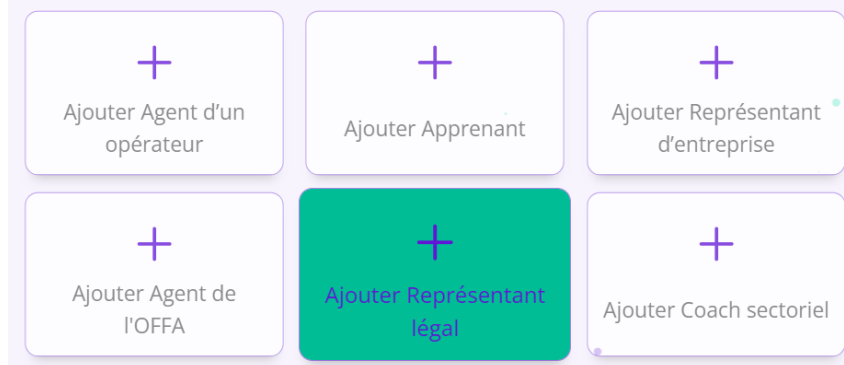 Ajouter Agent d’un
opérateur
Ajouter Apprenant
Ajouter Représentant
d’entreprise
Ajouter Agent de
l'OFFA
Ajouter Représentant
légal
Ajouter Coach sectoriel